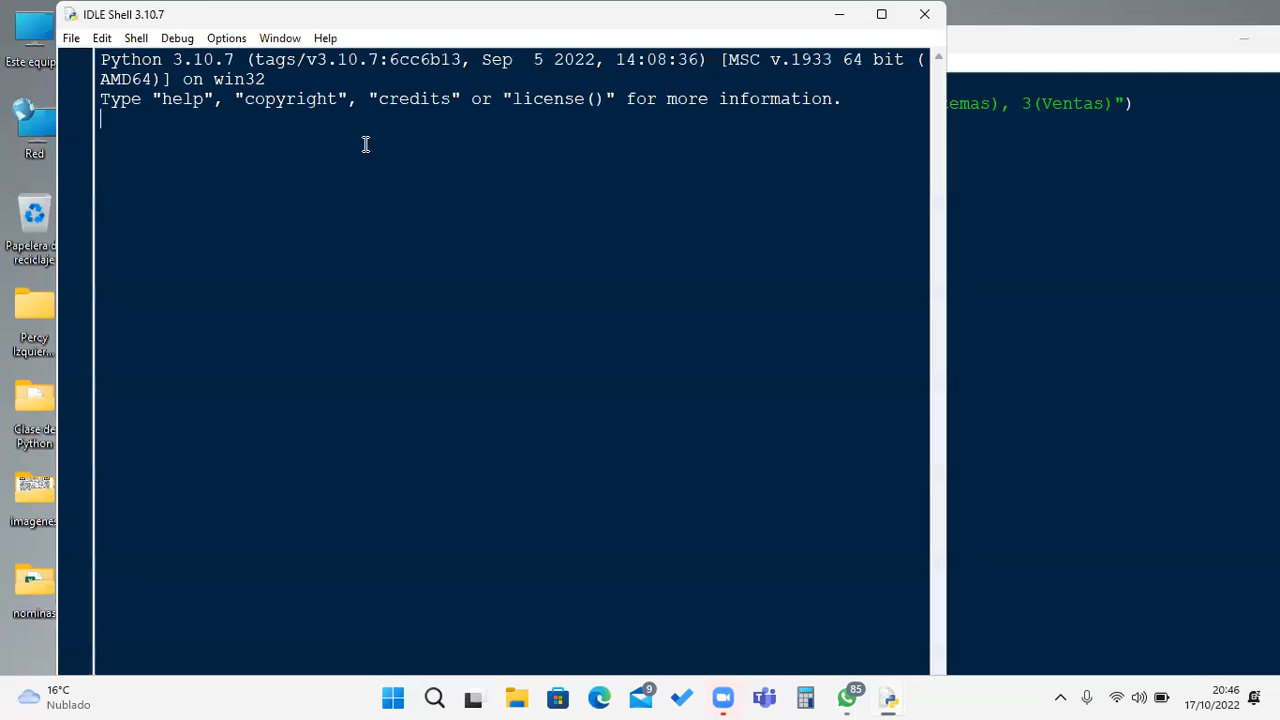 IDLE Shell 3.10.7
File Edit Shell Debug Options Window Help
Python 3.10.7 (tags/v3.10.7:6cc6b13, Sep  5 2022, 14:08:36) [MSC v.1933 64 bit (
AMD64)] on win32
Type "help", "copyright", "credits" or "license()" for more information.
emas), 3(Ventas)")
Este equip
Red
Papelera d
reciclaje
Percy
Izquier...
Clase de
Python
imagenes
nominas
16°C
Nublado
9
85
20:46
17/10/2022